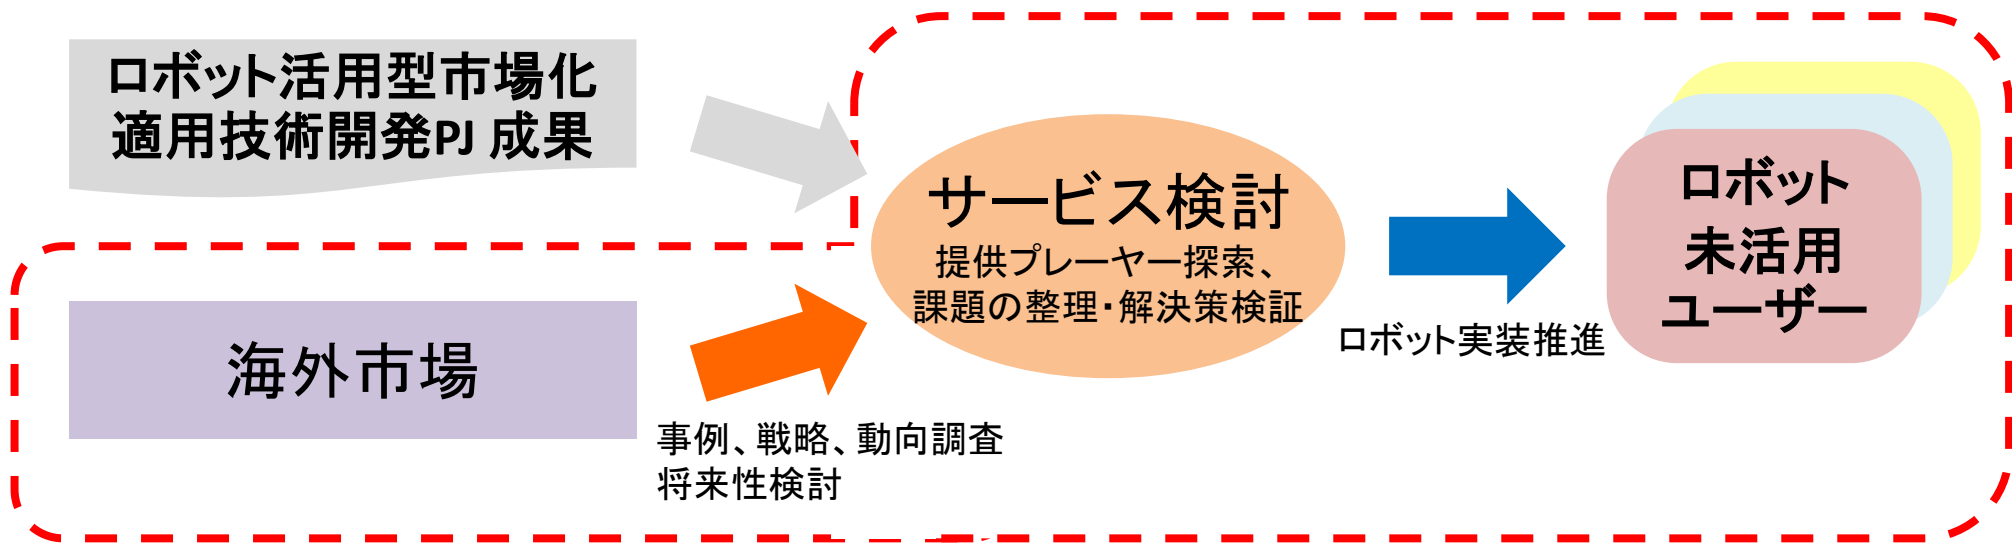 ロボット活用型市場化
適用技術開発PJ 成果
海外市場
事例、戦略、動向調査
将来性検討
サービス検討
提供プレーヤー探索、
課題の整理・解決策検証
ロボット実装推進
ロボット
未活用
ユーザー